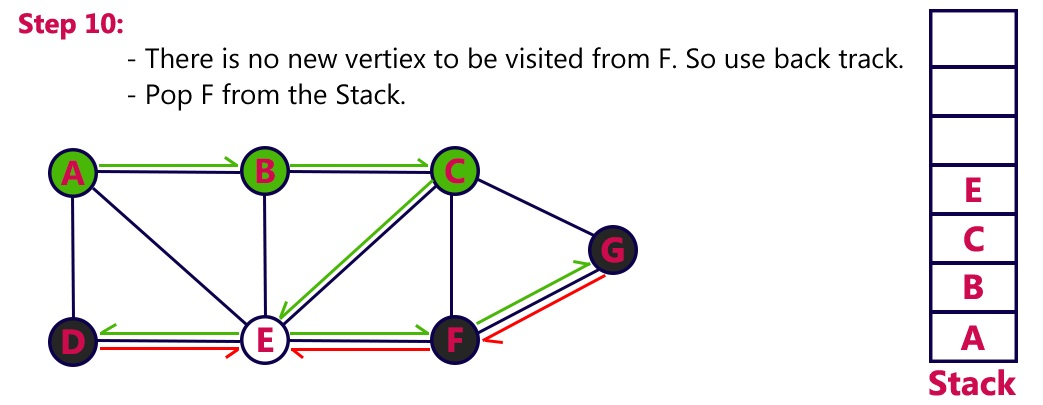 Step 10:
- There is no new vertiex to be visited from F. So use back track.
- Pop F from the Stack.
A
B
C
G
D
E
F
E
C
B
A
Stack